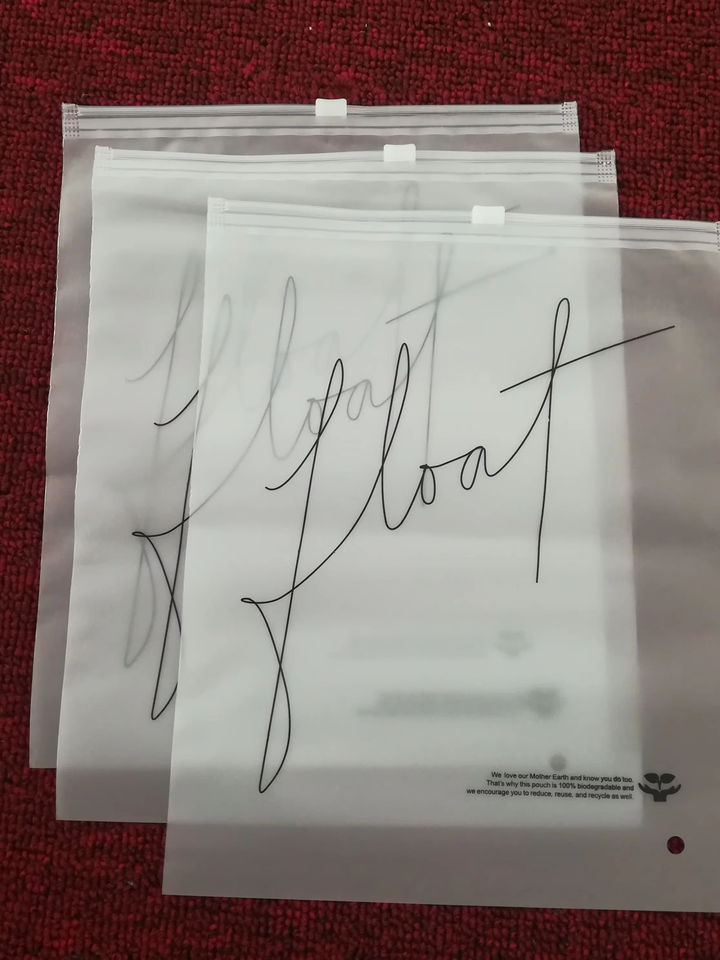 float
We love our Mother Earth and know you do too.
That's why this pouch is 100% biodegradable and
we encourage you to reduce, reuse, and recycle as well.